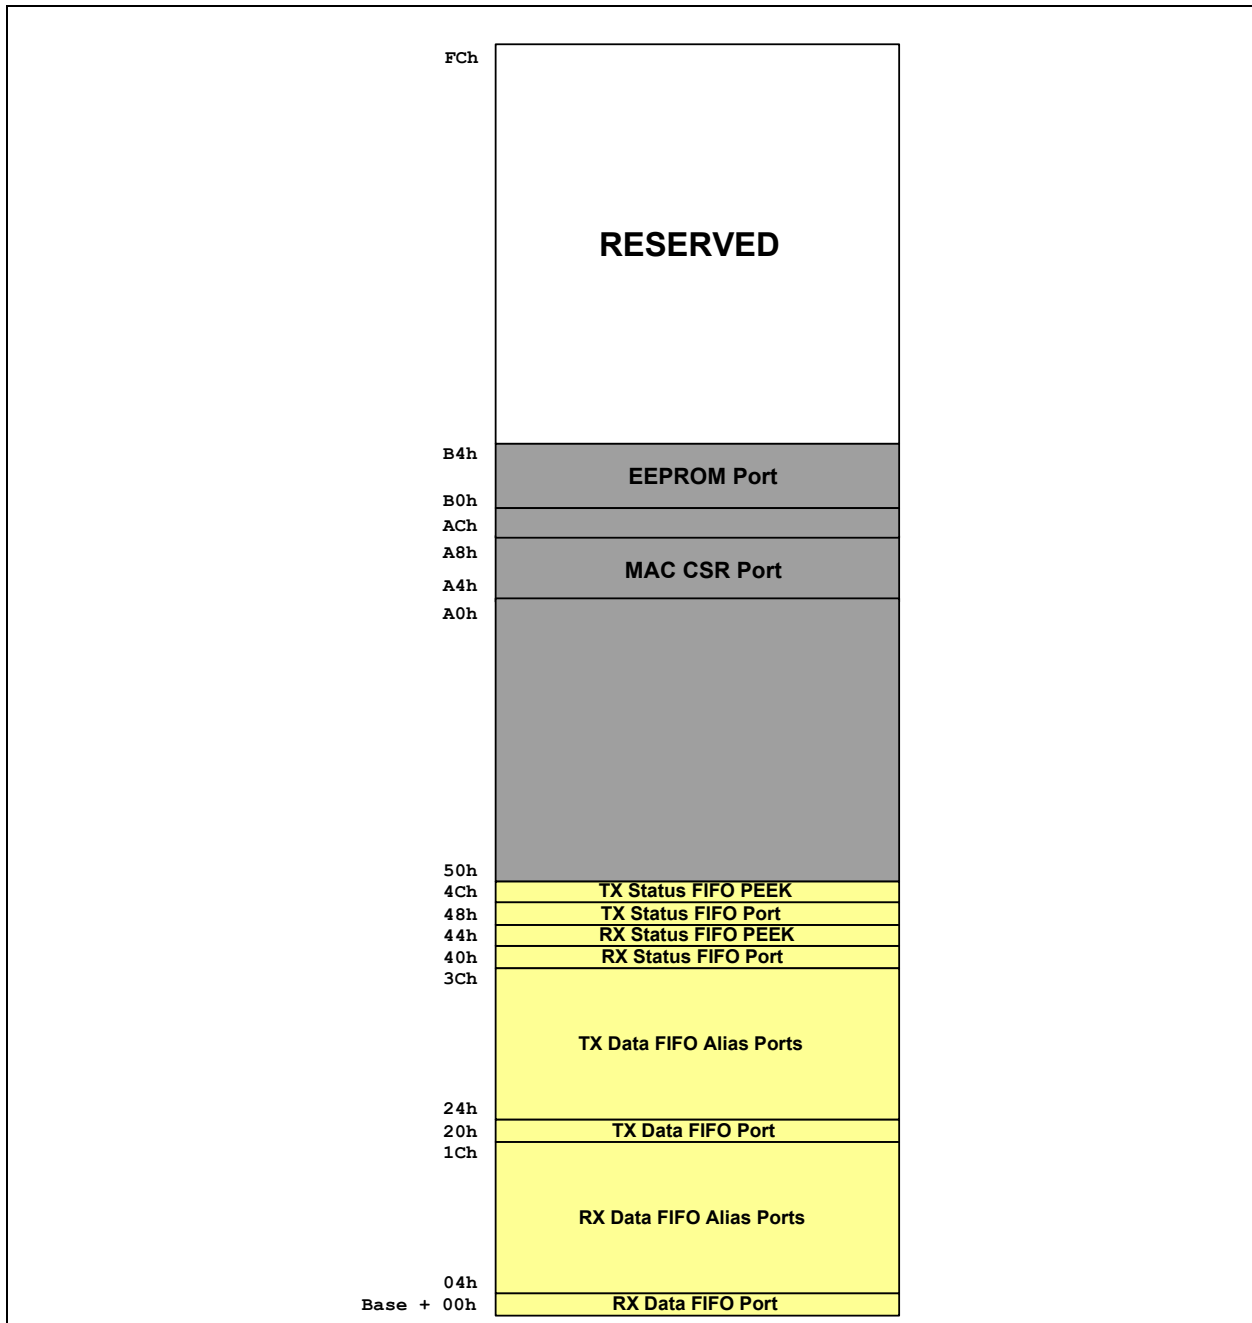 FCh
RESERVED
B4h
EEPROM Port
B0h
ACh
A8h
MAC CSR Port
A4h
A0h
50h
4Ch TX Status FIFO PEEK
48h TX Status FIFO Port
44h RX Status FIFO PEEK
40h RX Status FIFO Port
3Ch
TX Data FIFO Alias Ports
24h
20h TX Data FIFO Port
1Ch
RX Data FIFO Alias Ports
04h
Base + 00h RX Data FIFO Port